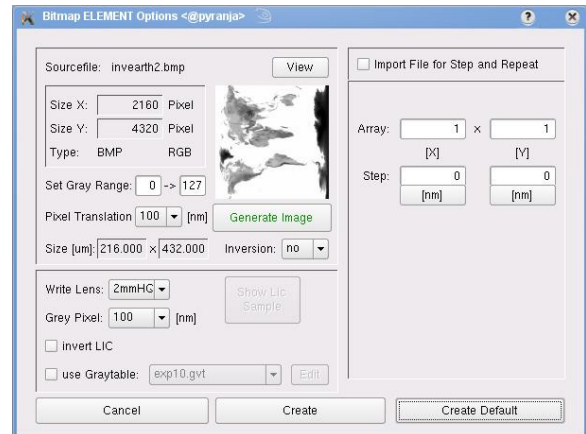 Bitmap ELEMENT Options <@pyranja>
Sourcefile: invearth2.bmp View
Size X: 2160 Pixel
Size Y: 4320 Pixel
Type: BMP RGB
Set Gray Range: 0 -> 127
Pixel Translation 100 [nm] Generate Image
Size [um]: 216.000 × 432.000 Inversion: no
Write Lens: 2mmHG
Show Lic
Sample
Grey Pixel: 100 [nm]
invert LIC
use Graytable: exp10.gvt Edit
Import File for Step and Repeat
Array: 1 x 1
[X] [Y]
Step: 0 0
[nm] [nm]
Cancel Create Create Default